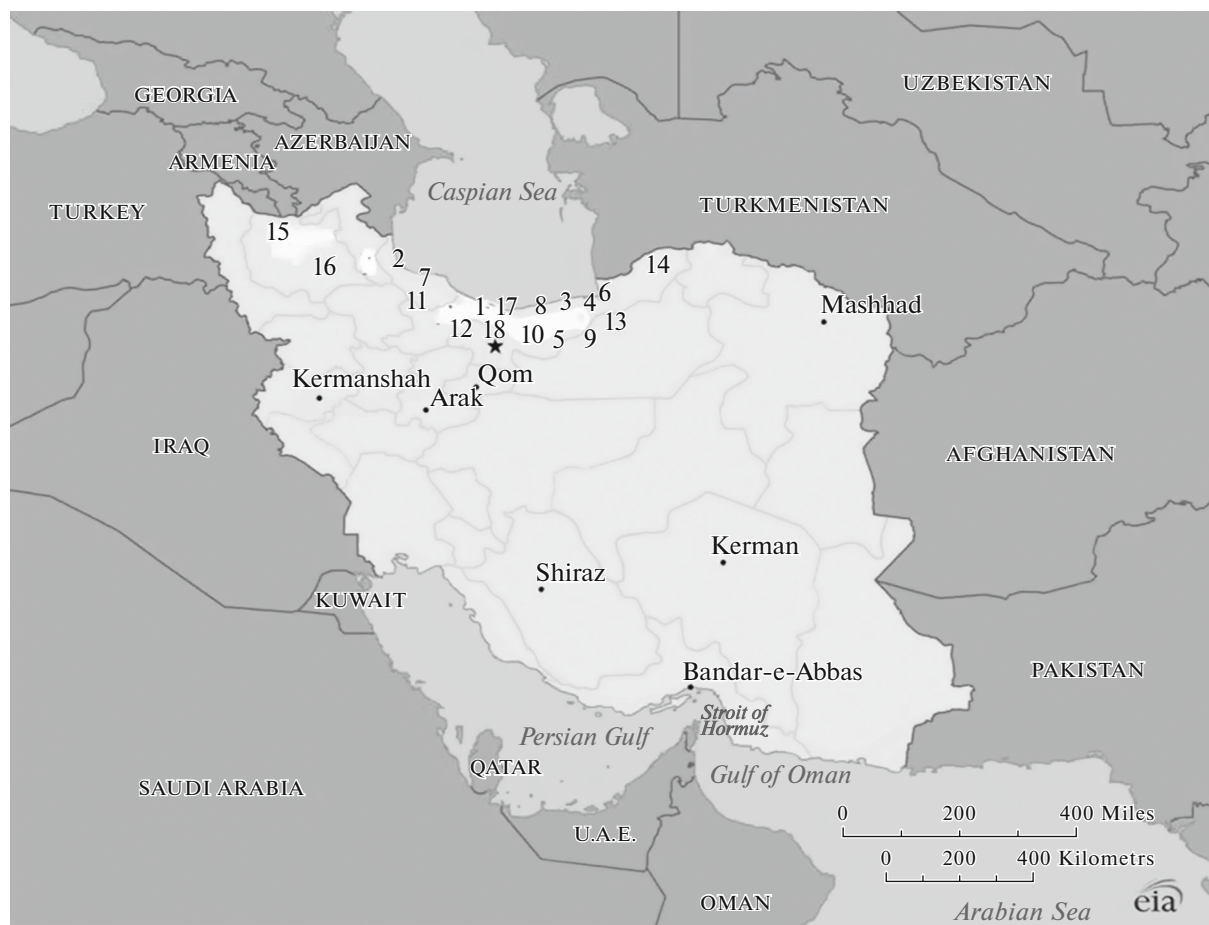 UZBEKISTAN
GEORGIA
AZERBAIJAN
ARMENIA
Caspian Sea
TURKEY
TURKMENISTAN
15
2
14
16
7
6
11
1
17
8
3
4
Mashhad
13
12
18
10
5
9
Qom
Kermanshah
Arak
IRAQ
AFGHANISTAN
Kerman
Shiraz
KUWAIT
Bandar-e-Abbas
PAKISTAN
Stroit of
Hormuz
Persian Gulf
QATAR
Gulf of Oman
SAUDI ARABIA
0 200 400 Miles
U.A.E.
0 200 400 Kilometrs
OMAN
eia
Arabian Sea